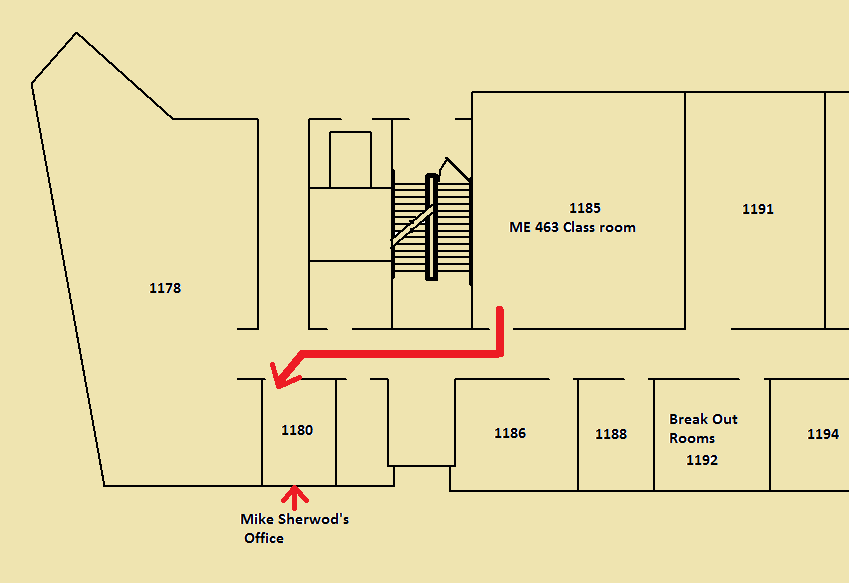 1185
ME 463 Class room
1191
1178
1180
1186
1188
Break Out
Rooms
1192
1194
Mike Sherwod's
Office